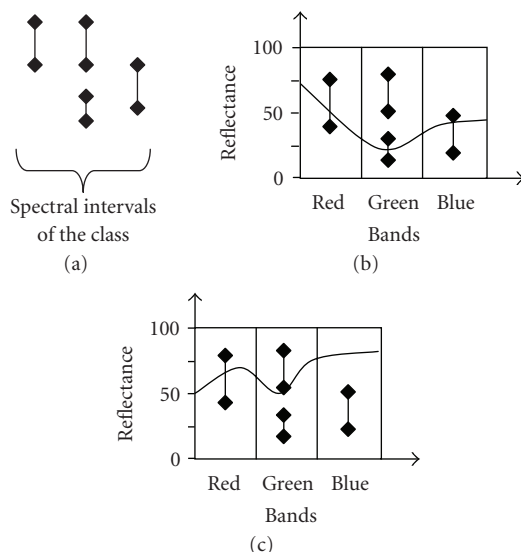 Spectral intervals
of the class
(a)
Reflectance
100
50
0
Red Green Blue
Bands
(b)
Reflectance
100
50
0
Red Green Blue
Bands
(c)